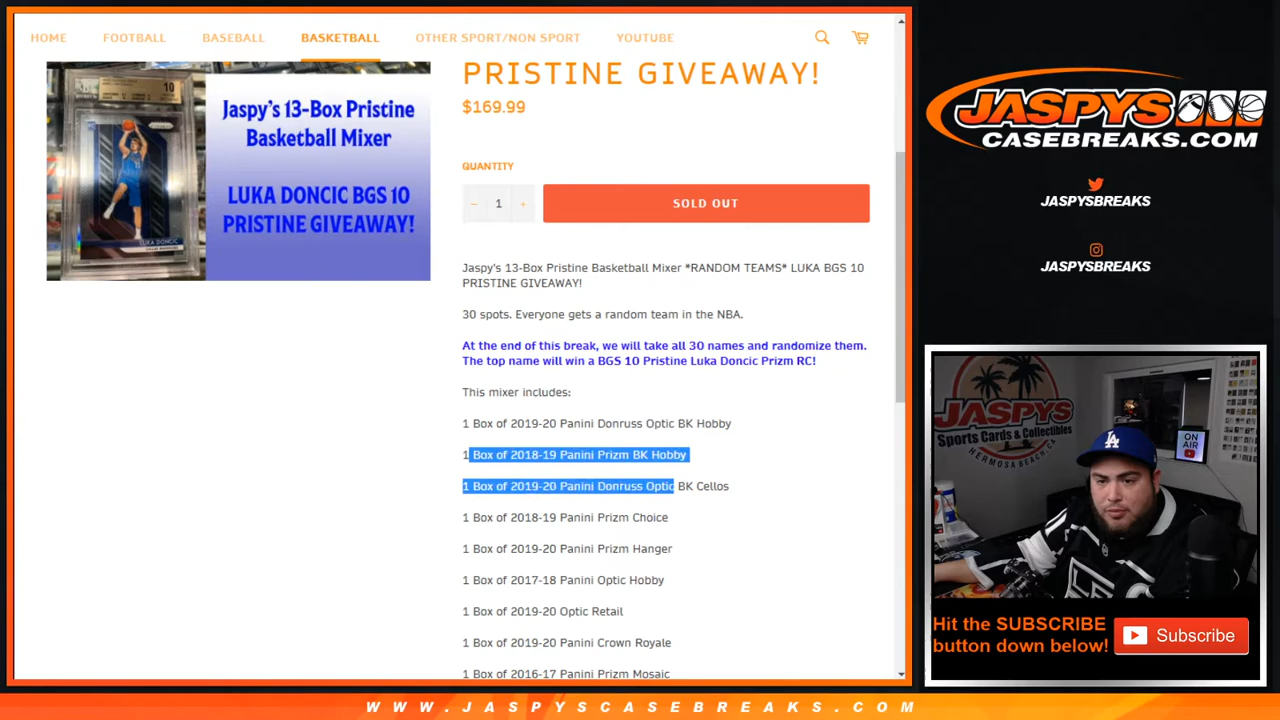 HOME FOOTBALL BASEBALL BASKETBALL OTHER SPORT/NON SPORT YOUTUBE
PRISTINE GIVEAWAY!
$169.99
10
Jaspy's 13-Box Pristine
Basketball Mixer
LUKA DONCIC BGS 10
PRISTINE GIVEAWAY!
LUKA DONCIC
QUANTITY
− 1 +
SOLD OUT
Jaspy's 13-Box Pristine Basketball Mixer *RANDOM TEAMS* LUKA BGS 10
PRISTINE GIVEAWAY!
30 spots. Everyone gets a random team in the NBA.
At the end of this break, we will take all 30 names and randomize them.
The top name will win a BGS 10 Pristine Luka Doncic Prizm RC!
This mixer includes:
1 Box of 2019-20 Panini Donruss Optic BK Hobby
1 Box of 2018-19 Panini Prizm BK Hobby
1 Box of 2019-20 Panini Donruss Optic BK Cellos
1 Box of 2018-19 Panini Prizm Choice
1 Box of 2019-20 Panini Prizm Hanger
1 Box of 2017-18 Panini Optic Hobby
1 Box of 2019-20 Optic Retail
1 Box of 2019-20 Panini Crown Royale
1 Box of 2016-17 Panini Prizm Mosaic
JASPYS
CASEBREAKS.COM
JASPYSBREAKS
JASPYSBREAKS
JASPYS
Sports Cards & Collectibles
HERMOSA BEACH, CA
ON
AIR
LA
Hit the SUBSCRIBE
button down below!
Subscribe
WWW.JASPYSCASEBREAKS.COM